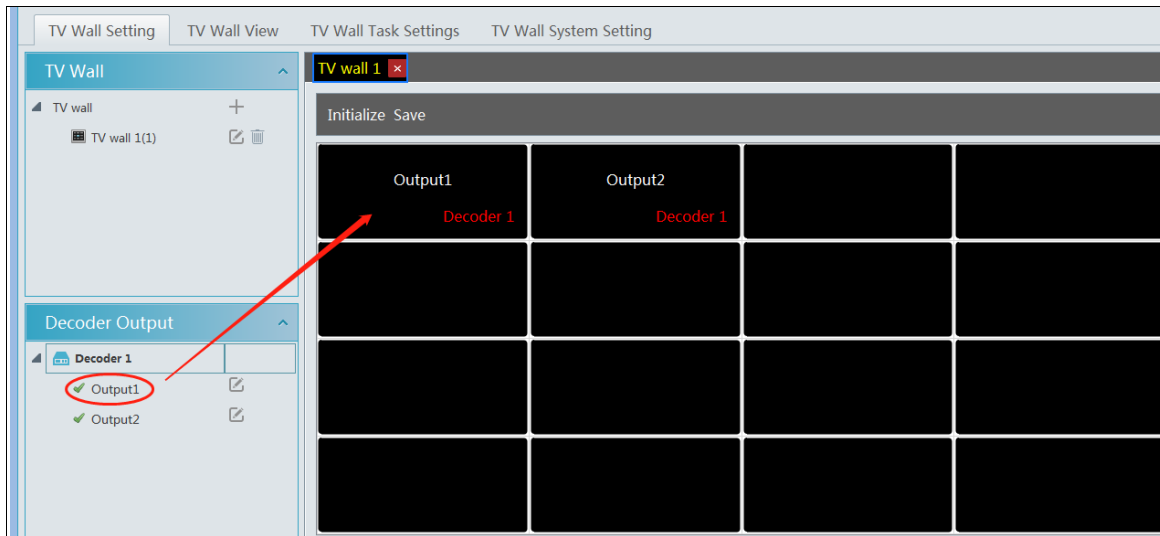 TV Wall Setting TV Wall View TV Wall Task Settings TV Wall System Setting
TV Wall
TV wall
TV wall 1(1)
Decoder Output
Decoder 1
Output1
Output2
TV wall 1
Initialize Save
Output1 Output2
Decoder 1 Decoder 1